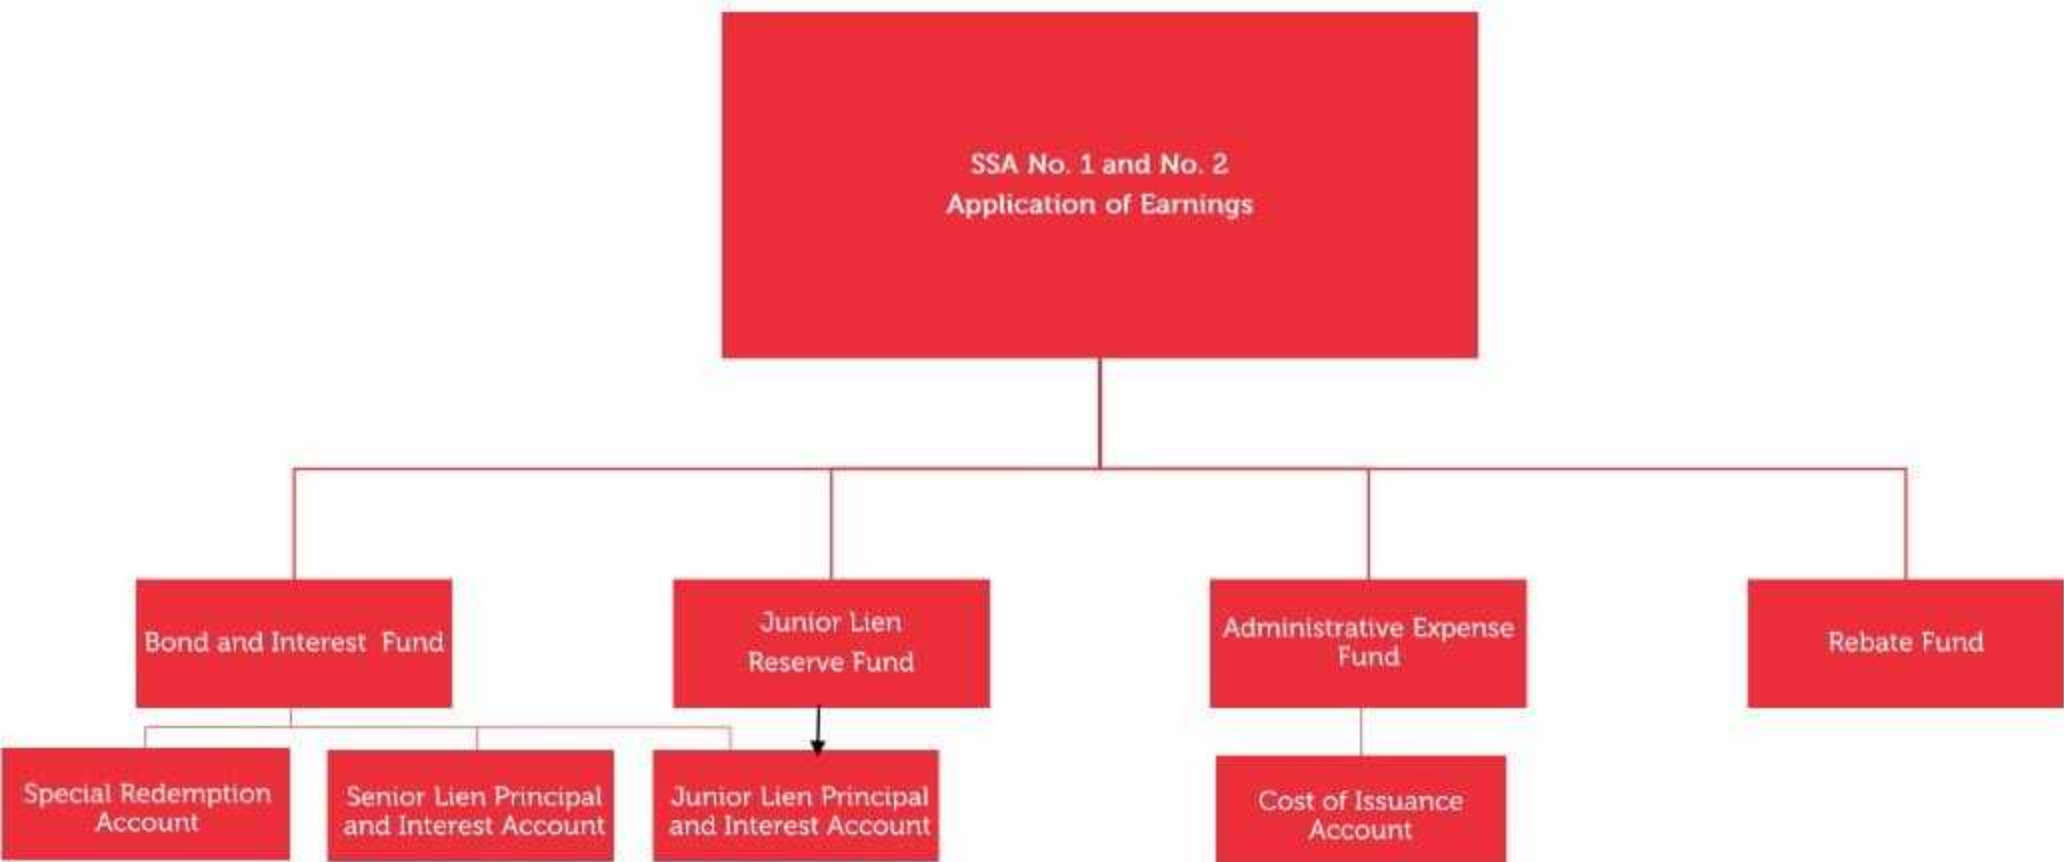 SSA No. 1 and No. 2
Application of Earnings
Bond and Interest Fund
Junior Lien
Reserve Fund
Administrative Expense
Fund
Rebate Fund
Special Redemption
Account
Senior Lien Principal
and Interest Account
Junior Lien Principal
and Interest Account
Cost of Issuance
Account